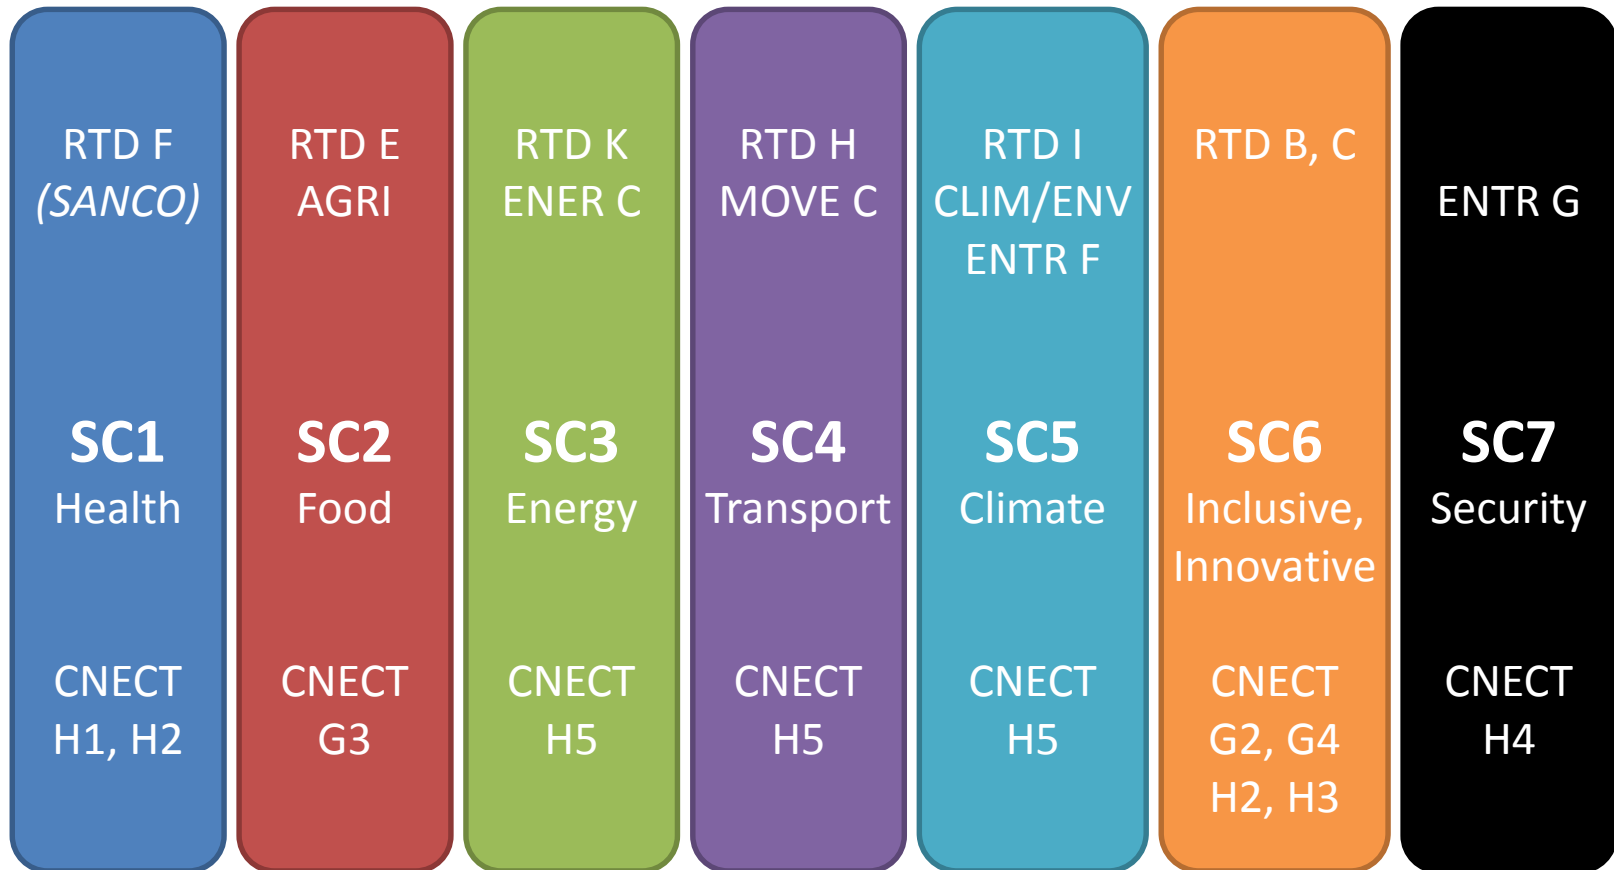 RTD F
(SANCO)
SC1
Health
CNECT
H1, H2
RTD E
AGRI
SC2
Food
CNECT
G3
RTD K
ENER C
SC3
Energy
CNECT
H5
RTD H
MOVE C
SC4
Transport
CNECT
H5
RTD I
CLIM/ENV
ENTR F
SC5
Climate
CNECT
H5
RTD B, C
SC6
Inclusive,
Innovative
CNECT
G2, G4
H2, H3
ENTR G
SC7
Security
CNECT
H4